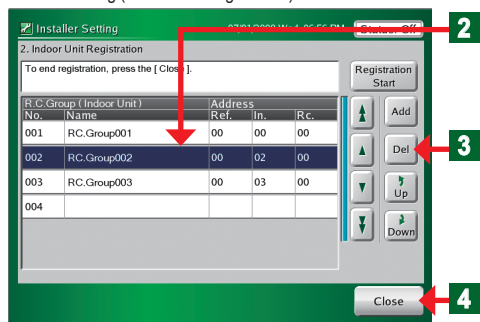 Installer Setting
2. Indoor Unit Registration
To end registration, press the [ Close ].
Registration
Start
R.C.Group ( Indoor Unit ) Address
No. Name Ref. In. Rc.
001 RC.Group001 00 00 00
002 RC.Group002 00 02 00
003 RC.Group003 00 03 00
004
Add
Del
Up
Down
Close
2
3
4